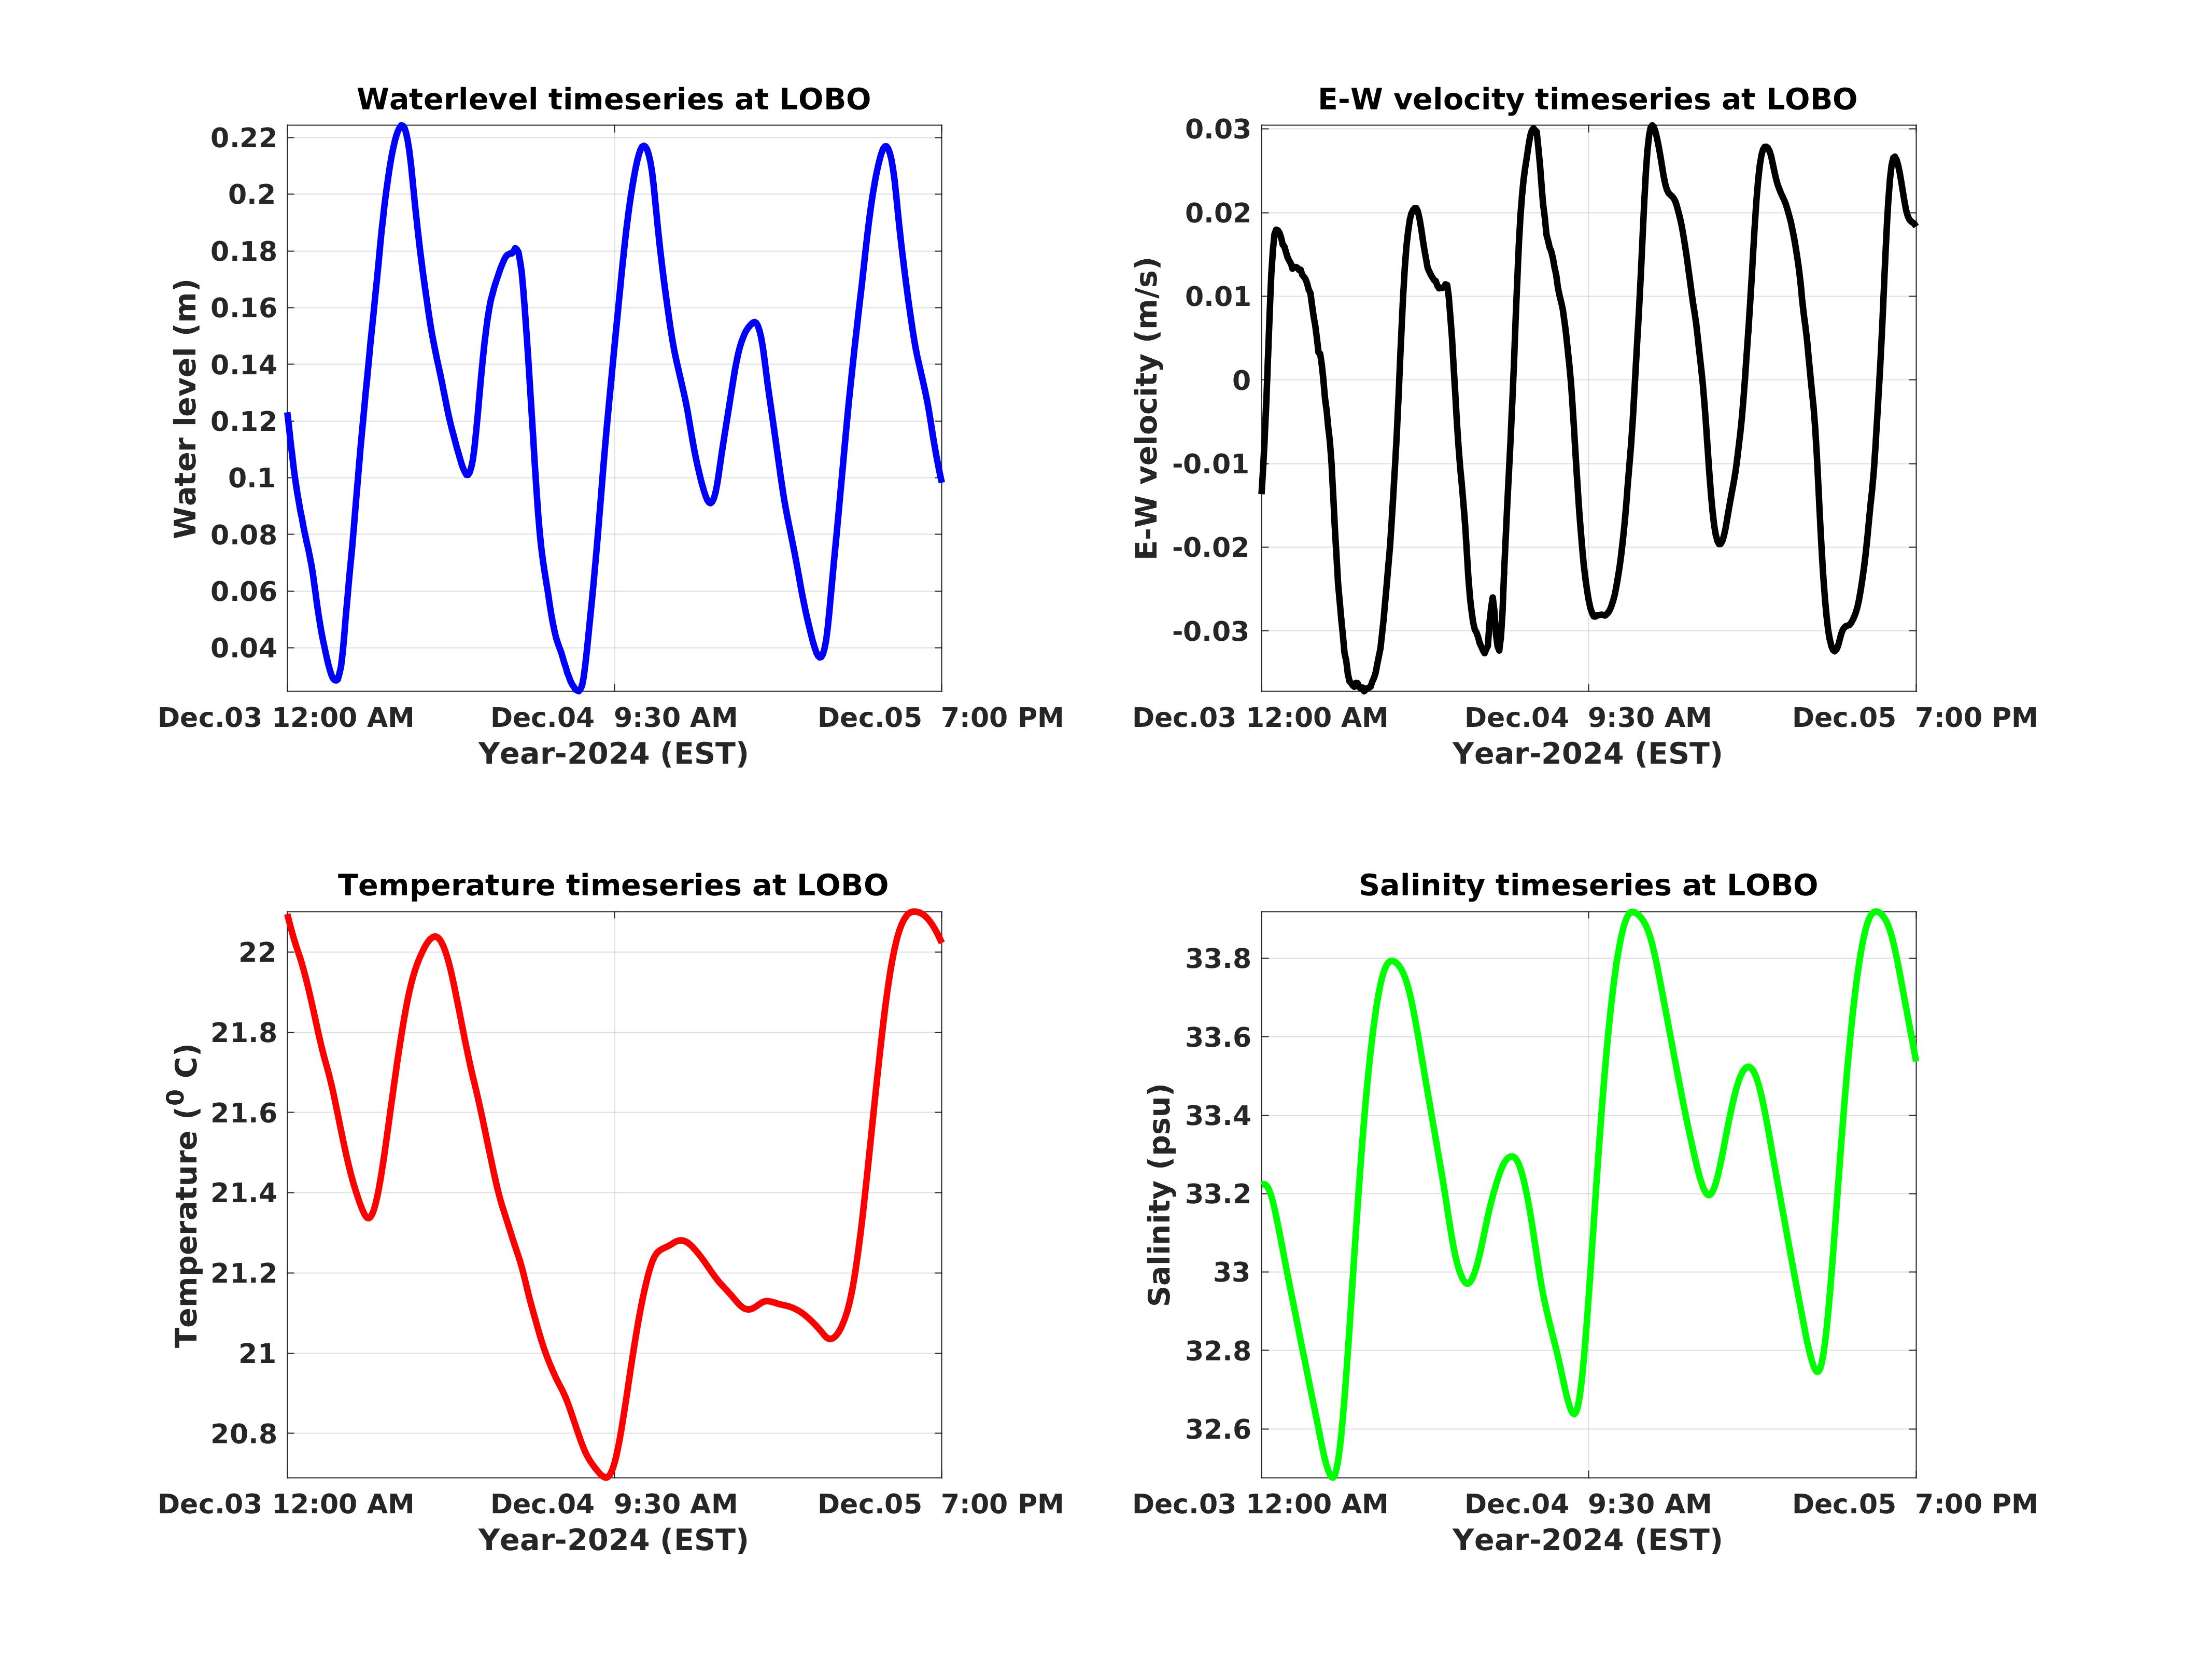 Waterlevel timeseries at LOBO
0.22
0.2
0.18
0.16
0.14
0.12
0.1
0.08
0.06
0.04
Water level (m)
Dec.03 12:00 AM
Dec.04 9:30 AM
Dec.05 7:00 PM
Year-2024 (EST)
E-W velocity timeseries at LOBO
0.03
0.02
0.01
0
-0.01
-0.02
-0.03
E-W velocity (m/s)
Dec.03 12:00 AM
Dec.04 9:30 AM
Dec.05 7:00 PM
Year-2024 (EST)
Temperature timeseries at LOBO
22
21.8
21.6
21.4
21.2
21
20.8
Temperature (⁰ C)
Dec.03 12:00 AM
Dec.04 9:30 AM
Dec.05 7:00 PM
Year-2024 (EST)
Salinity timeseries at LOBO
33.8
33.6
33.4
33.2
33
32.8
32.6
Salinity (psu)
Dec.03 12:00 AM
Dec.04 9:30 AM
Dec.05 7:00 PM
Year-2024 (EST)